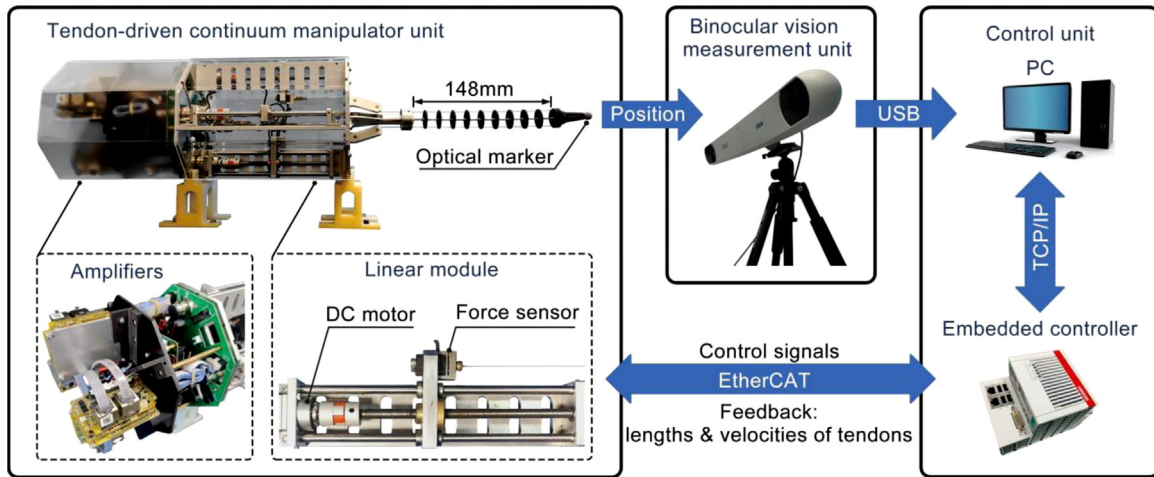 Tendon-driven continuum manipulator unit
148mm
Optical marker
Amplifiers
Linear module
DC motor
Force sensor
Position
Binocular vision
measurement unit
USB
Control unit
PC
TCP/IP
Embedded controller
Control signals
EtherCAT
Feedback:
lengths & velocities of tendons